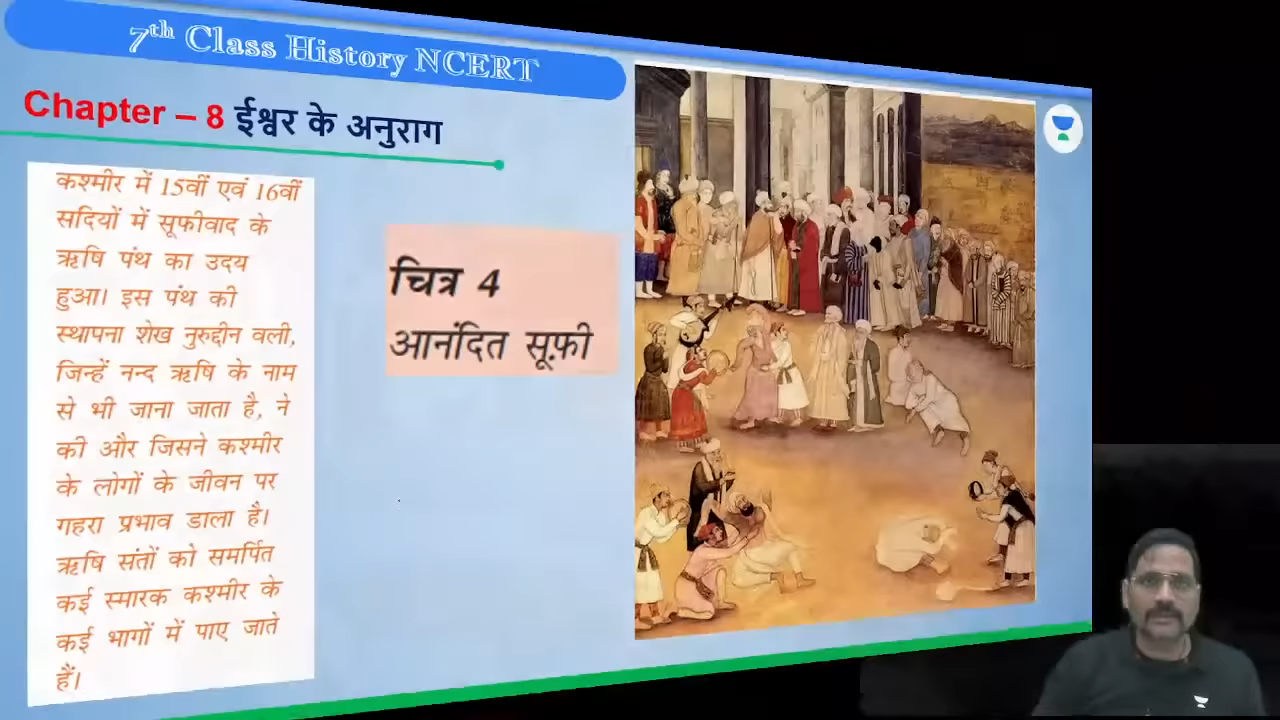 7th Class History NCERT
Chapter – 8 ईश्वर के अनुराग
कश्मीर में 15वीं एवं 16वीं
सदियों में सूफीवाद के
ऋषि पंथ का उदय
हुआ। इस पंथ की
स्थापना शेख नुरुद्दीन वली,
जिन्हें नन्द ऋषि के नाम
से भी जाना जाता है, ने
की और जिसने कश्मीर
के लोगों के जीवन पर
गहरा प्रभाव डाला है।
ऋषि संतों को समर्पित
कई स्मारक कश्मीर के
कई भागों में पाए जाते
हैं।
चित्र 4
आनंदित सूफ़ी